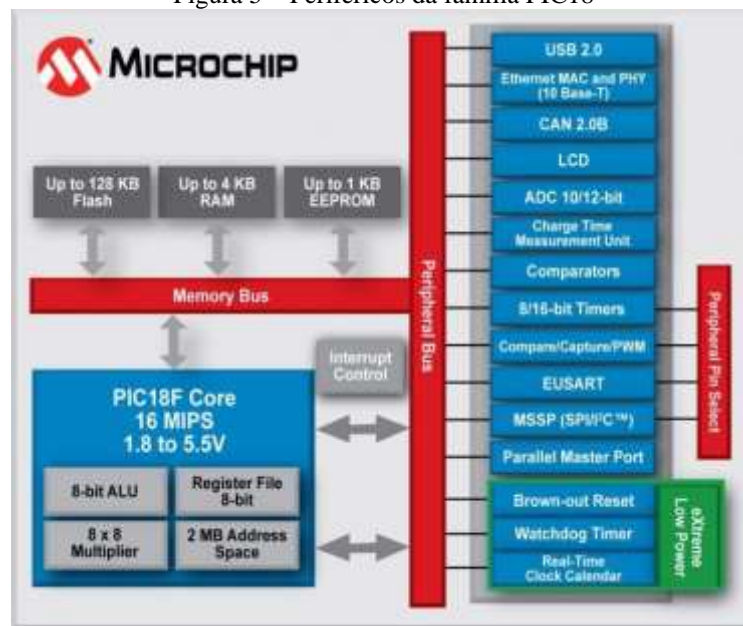 Figura 3 – Periféricos da família PIC18
MICROCHIP
Up to 128 KB
Flash
Up to 4 KB
RAM
Up to 1 KB
EEPROM
Memory Bus
Interrupt
Control
PIC18F Core
16 MIPS
1.8 to 5.5V
8-bit ALU
Register File
8-bit
8 x 8
Multiplier
2 MB Address
Space
Peripheral Bus
USB 2.0
Ethernet MAC and PHY
(10 Base-T)
CAN 2.0B
LCD
ADC 10/12-bit
Charge Time
Measurement Unit
Comparators
8/16-bit Timers
Compare/Capture/PWM
EUSART
MSSP (SPI/I²C™)
Parallel Master Port
Brown-out Reset
Watchdog Timer
Real-Time
Clock Calendar
Peripheral Pin Select
eXtreme
Low Power